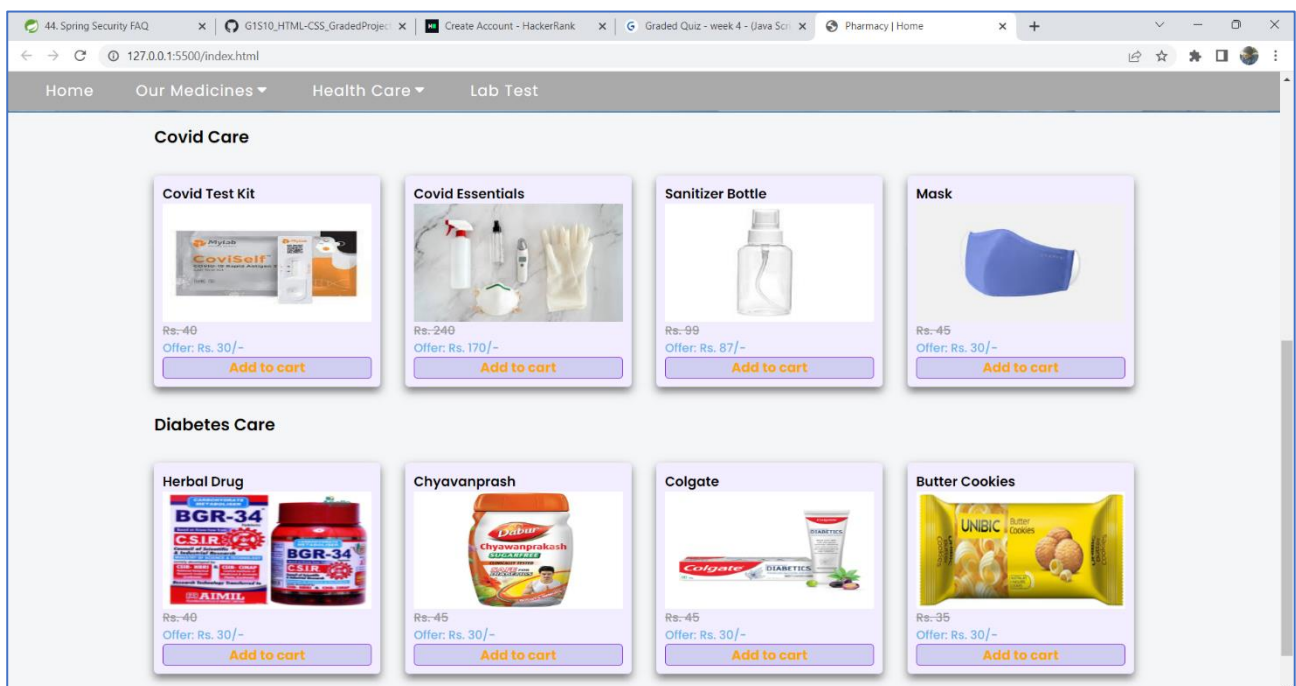 44. Spring Security FAQ
G1S10_HTML-CSS_GradedProject
Create Account - HackerRank
Graded Quiz - week 4 - (Java Scri
Pharmacy | Home
127.0.0.1:5500/index.html
Home Our Medicines Health Care Lab Test
Covid Care
Covid Test Kit
Mylab
CoviSelf
Rs. 40
Offer: Rs. 30/-
Add to cart
Covid Essentials
Rs. 240
Offer: Rs. 170/-
Add to cart
Sanitizer Bottle
Rs. 99
Offer: Rs. 87/-
Add to cart
Mask
Rs. 45
Offer: Rs. 30/-
Add to cart
Diabetes Care
Herbal Drug
BGR-34
C.S.I.R.
AIMIL
BGR-34
CSIR
Rs. 40
Offer: Rs. 30/-
Add to cart
Chyavanprash
Dabur
Chyawanprakash
SUGARFREE
Rs. 45
Offer: Rs. 30/-
Add to cart
Colgate
Colgate
DIABETICS
DIABETICS
Rs. 45
Offer: Rs. 30/-
Add to cart
Butter Cookies
UNIBIC
Butter
Cookies
Rs. 35
Offer: Rs. 30/-
Add to cart